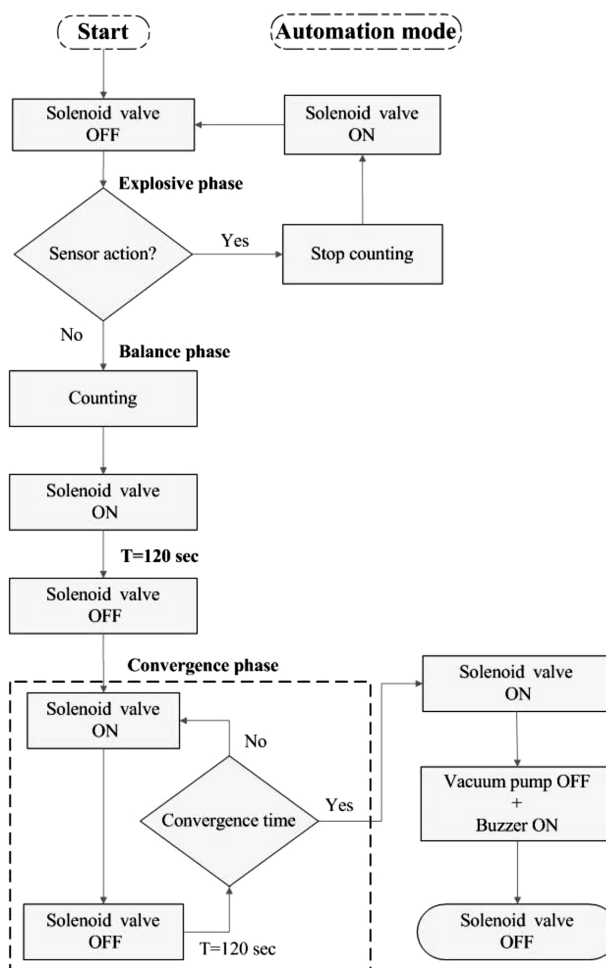 Start
Automation mode
Solenoid valve
OFF
Solenoid valve
ON
Explosive phase
Sensor action?
Yes
Stop counting
No
Balance phase
Counting
Solenoid valve
ON
T=120 sec
Solenoid valve
OFF
Convergence phase
Solenoid valve
ON
No
Convergence time
Yes
Solenoid valve
OFF
T=120 sec
Solenoid valve
ON
Vacuum pump OFF
+
Buzzer ON
Solenoid valve
OFF